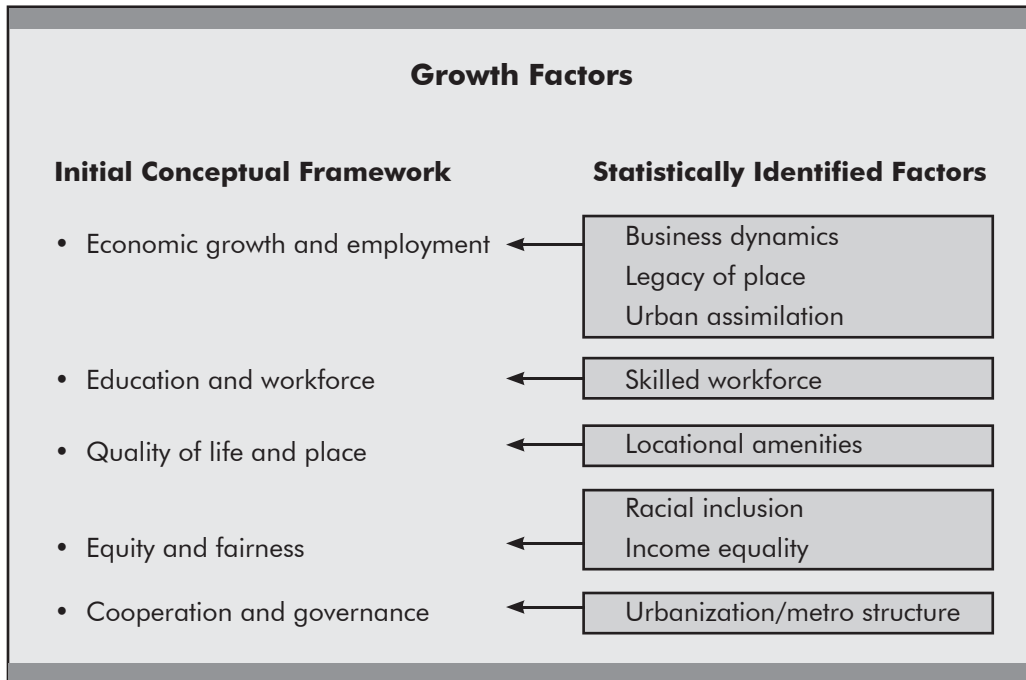 Growth Factors
Initial Conceptual Framework
Statistically Identified Factors
• Economic growth and employment
Business dynamics
Legacy of place
Urban assimilation
• Education and workforce
Skilled workforce
• Quality of life and place
Locational amenities
• Equity and fairness
Racial inclusion
Income equality
• Cooperation and governance
Urbanization/metro structure